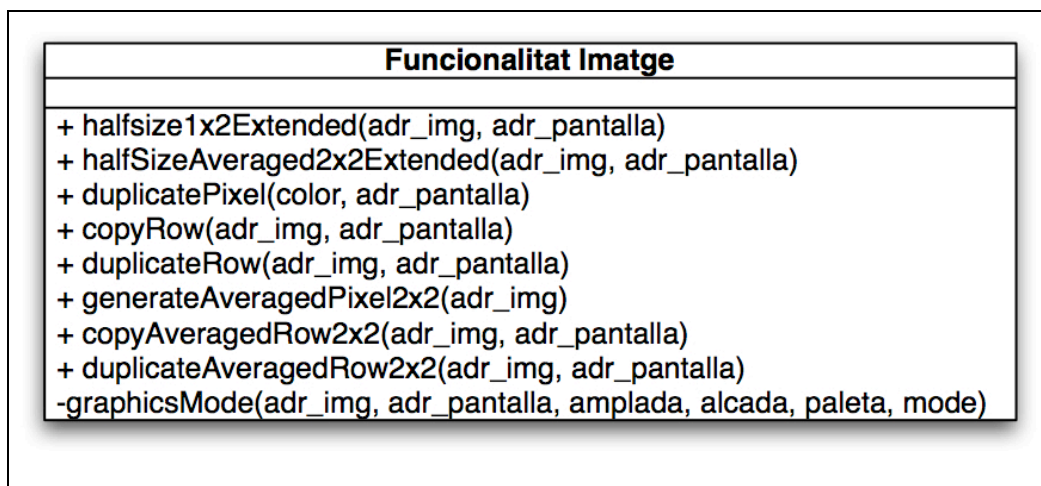 Funcionalitat Imatge
+ halfsize1x2Extended(adr_img, adr_pantalla)
+ halfSizeAveraged2x2Extended(adr_img, adr_pantalla)
+ duplicatePixel(color, adr_pantalla)
+ copyRow(adr_img, adr_pantalla)
+ duplicateRow(adr_img, adr_pantalla)
+ generateAveragedPixel2x2(adr_img)
+ copyAveragedRow2x2(adr_img, adr_pantalla)
+ duplicateAveragedRow2x2(adr_img, adr_pantalla)
-graphicsMode(adr_img, adr_pantalla, amplada, alcada, paleta, mode)